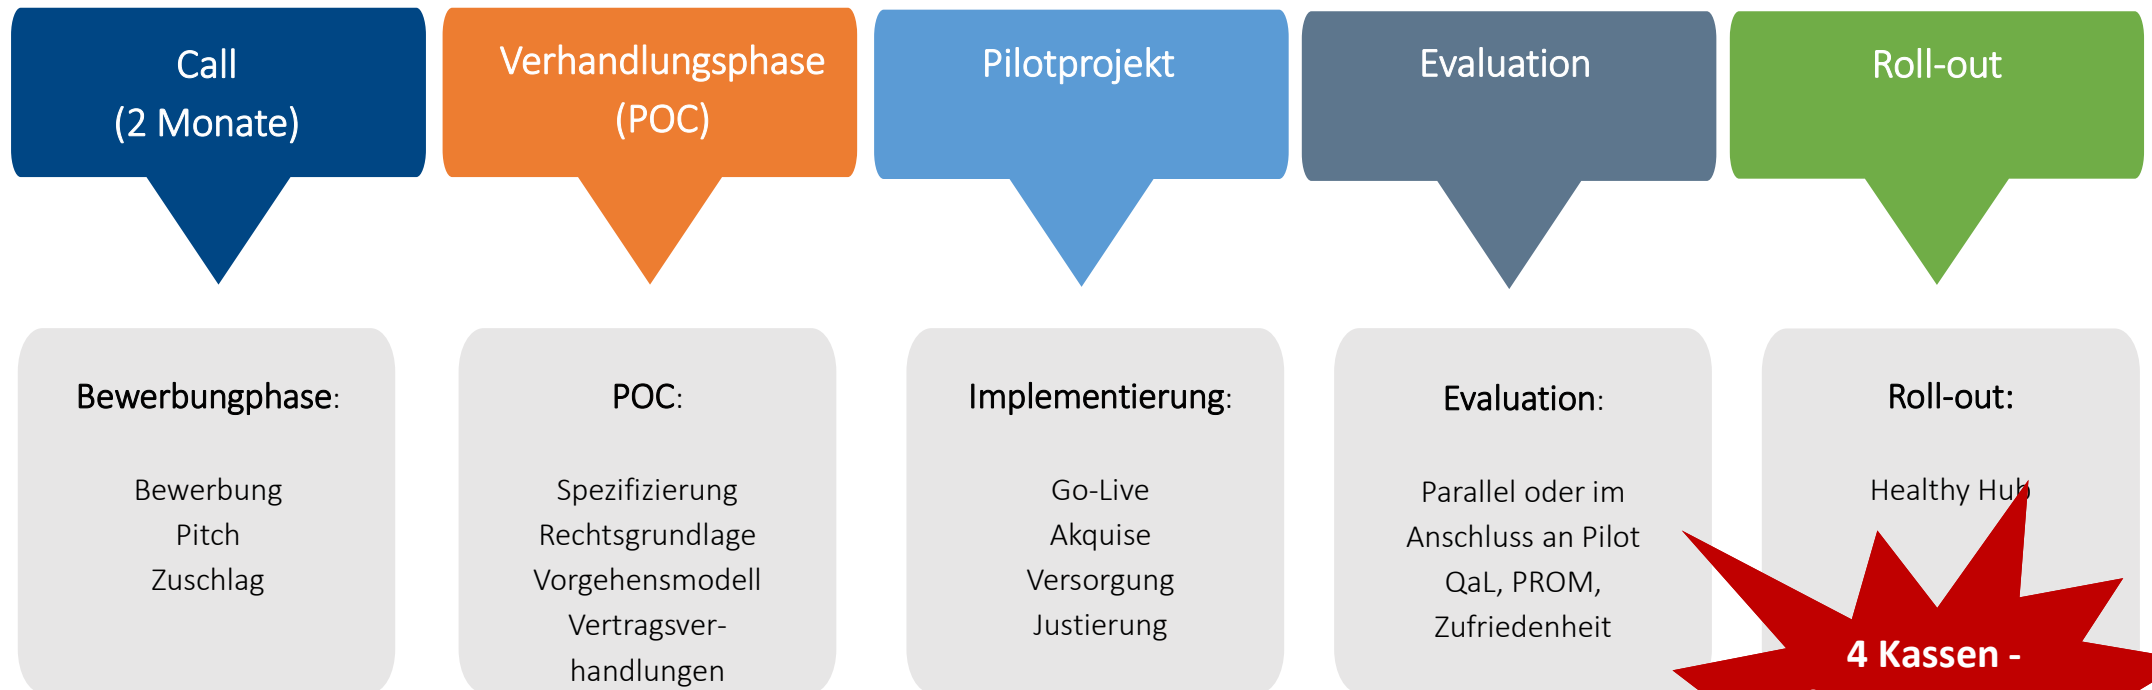 Call
(2 Monate)
Verhandlungsphase
(POC)
Pilotprojekt
Evaluation
Roll-out
Bewerbungphase:
Bewerbung
Pitch
Zuschlag
POC:
Spezifizierung
Rechtsgrundlage
Vorgehensmodell
Vertragsver-
handlungen
Implementierung:
Go-Live
Akquise
Versorgung
Justierung
Evaluation:
Parallel oder im
Anschluss an Pilot
QaL, PROM,
Zufriedenheit
Roll-out:
Healthy Hub
4 Kassen -